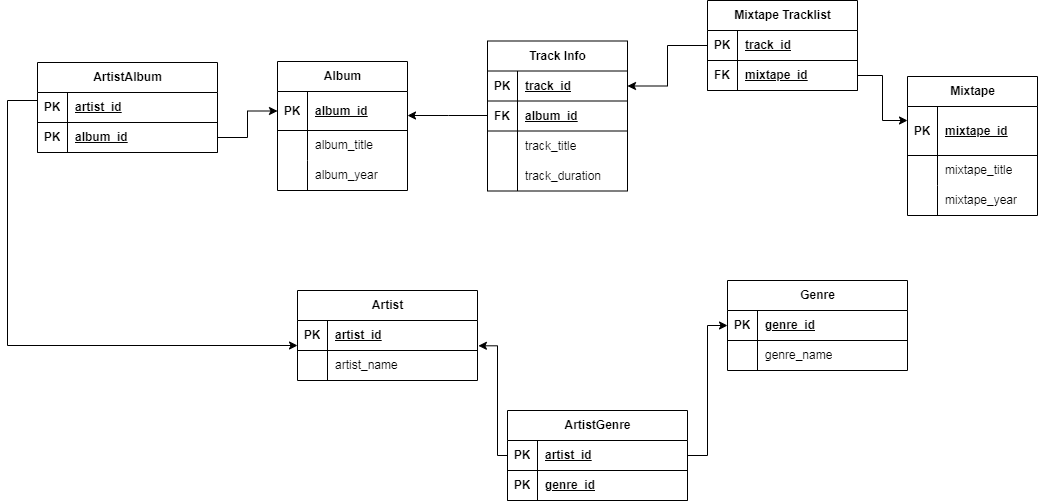 Mixtape Tracklist
PK track_id
FK mixtape_id
Track Info
PK track_id
FK album_id
track_title
track_duration
ArtistAlbum
PK artist_id
PK album_id
Album
PK album_id
album_title
album_year
Mixtape
PK mixtape_id
mixtape_title
mixtape_year
Artist
PK artist_id
artist_name
Genre
PK genre_id
genre_name
ArtistGenre
PK artist_id
PK genre_id